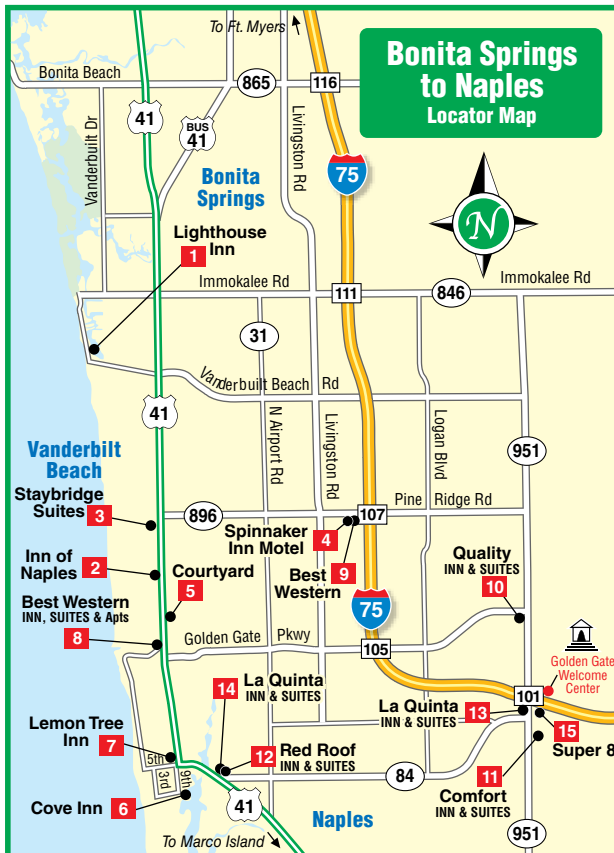 To Ft. Myers
Bonita Springs
to Naples
Locator Map
Bonita Beach
865
116
41
BUS
41
Livingston Rd
Vanderbuilt Dr
75
N
Bonita
Springs
Lighthouse
Inn
1
Immokalee Rd
111
846
Immokalee Rd
31
Vanderbuilt Beach Rd
41
N Airport Rd
Livingston Rd
Logan Blvd
951
Vanderbilt
Beach
Staybridge
Suites
3
896
107
Pine Ridge Rd
Spinnaker
Inn Motel
4
Best
Western
9
Quality
INN & SUITES
10
Inn of
Naples
2
Courtyard
5
75
Best Western
INN, SUITES & Apts
8
Golden Gate Pkwy
105
Golden Gate
Welcome
Center
101
14
La Quinta
INN & SUITES
La Quinta
INN & SUITES
13
15
Super 8
Lemon Tree
Inn
7
5th
3rd
9th
12
Red Roof
INN & SUITES
84
11
Comfort
INN & SUITES
Cove Inn
6
41
Naples
951
To Marco Island